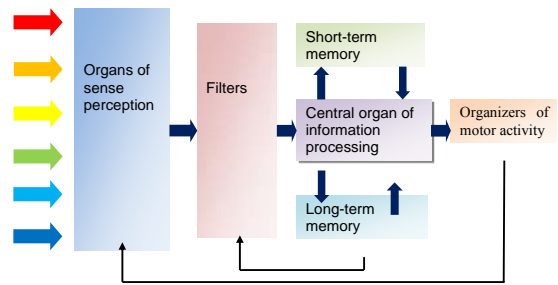 Organs of
sense
perception
Filters
Short-term
memory
Central organ of
information
processing
Long-term
memory
Organizers of
motor activity